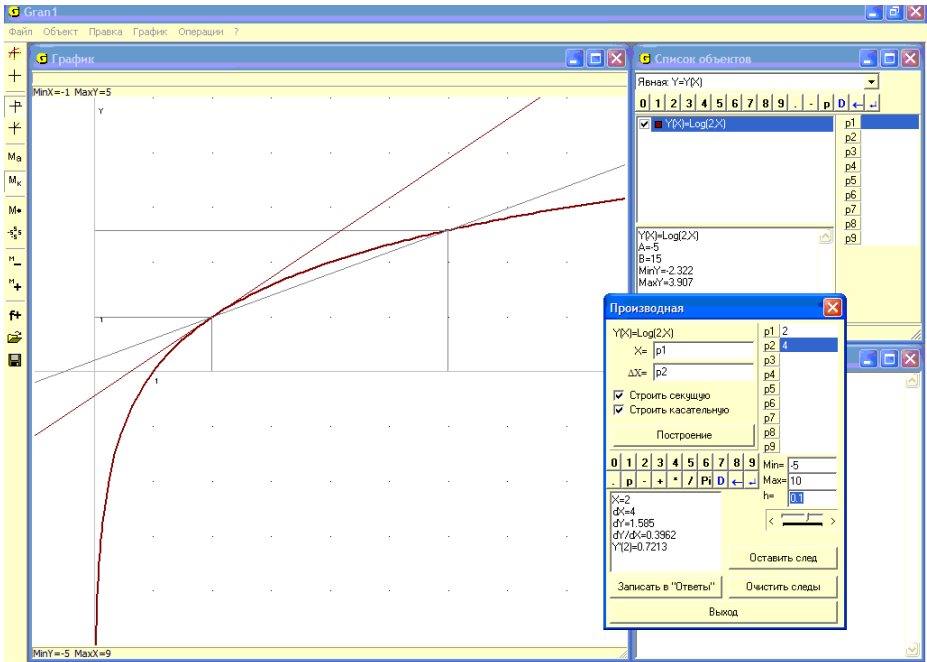 Gran1
Файл Объект Правка График Операции ?
График
MinX=-1 MaxY=5
Y
1
1
MinY=-5 MaxX=9
Ma
Mк
M•
M
M
f+
Список объектов
Явная: Y=Y(X)
0 1 2 3 4 5 6 7 8 9 . - p D ← ↵
Y(X)=Log(2,X)
p1
p2
p3
p4
p5
p6
p7
p8
p9
Y(X)=Log(2,X)
A=-5
B=15
MinY=-2.322
MaxY=3.907
Производная
Y(X)=Log(2,X)
X= p1
ΔX= p2
Строить секущую
Строить касательную
Построение
p1 2
p2 4
p3
p4
p5
p6
p7
p8
p9
0 1 2 3 4 5 6 7 8 9
. p - + * / Pi D ← ↵
Min= -5
Max= 10
h= 0.1
< >
X=2
dX=4
dY=1.585
dY/dX=0.3962
Y'(2)=0.7213
Оставить след
Записать в "Ответы"
Очистить следы
Выход